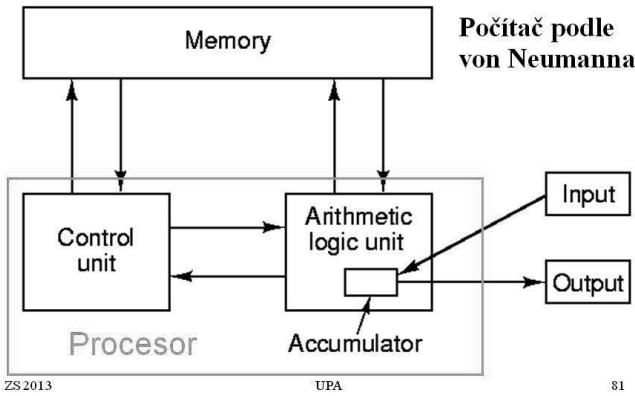 Memory
Počítač podle
von Neumanna
Control
unit
Arithmetic
logic unit
Input
Output
Accumulator
Procesor
ZS 2013
UPA
81